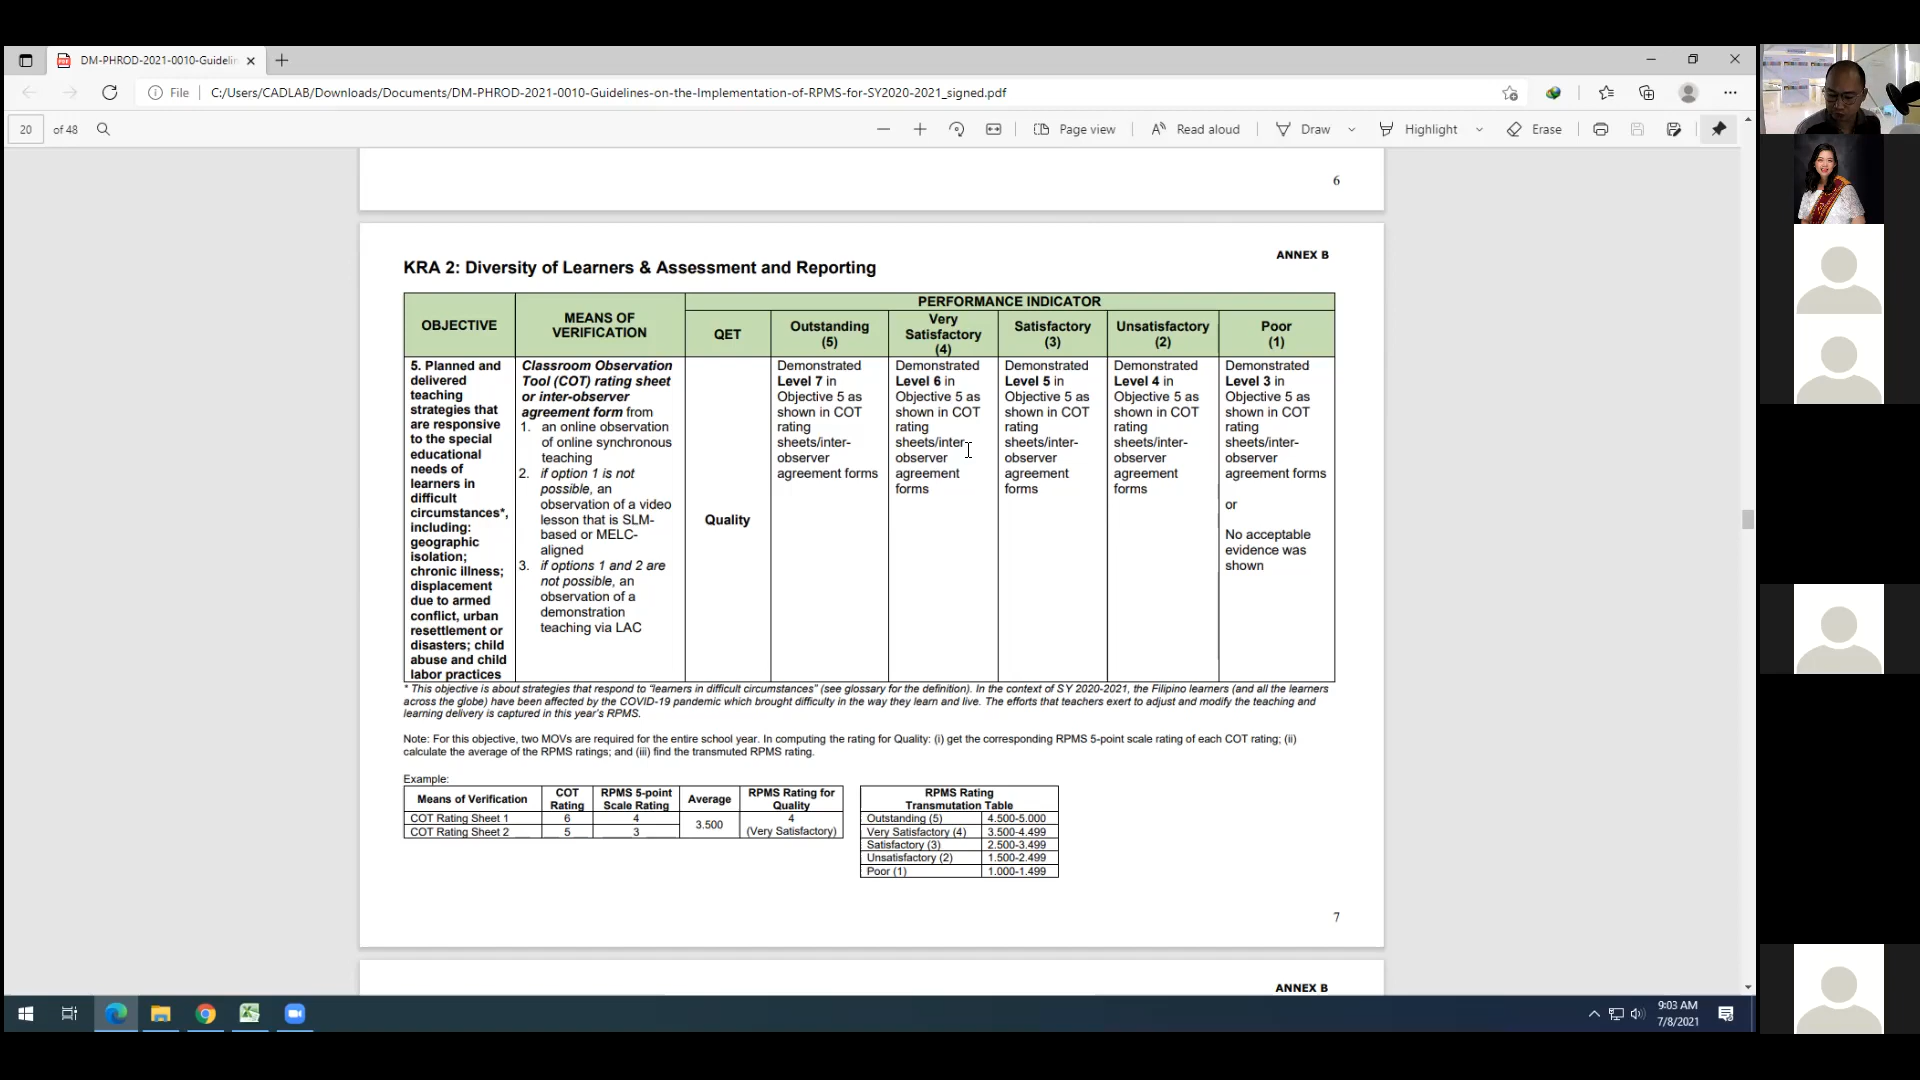 DM-PHROD-2021-0010-Guidelin
File
C:/Users/CADLAB/Downloads/Documents/DM-PHROD-2021-0010-Guidelines-on-the-Implementation-of-RPMS-for-SY2020-2021_signed.pdf
20 of 48
Page view
Read aloud
Draw
Highlight
Erase
6
ANNEX B
KRA 2: Diversity of Learners & Assessment and Reporting
OBJECTIVE
MEANS OF
VERIFICATION
PERFORMANCE INDICATOR
QET
Outstanding
(5)
Very
Satisfactory
(4)
Satisfactory
(3)
Unsatisfactory
(2)
Poor
(1)
5. Planned and
delivered
teaching
strategies that
are responsive
to the special
educational
needs of
learners in
difficult
circumstances*,
including:
geographic
isolation;
chronic illness;
displacement
due to armed
conflict, urban
resettlement or
disasters; child
abuse and child
labor practices
Classroom Observation
Tool (COT) rating sheet
or inter-observer
agreement form from
1. an online observation
of online synchronous
teaching
2. if option 1 is not
possible, an
observation of a video
lesson that is SLM-
based or MELC-
aligned
3. if options 1 and 2 are
not possible, an
observation of a
demonstration
teaching via LAC
Quality
Demonstrated
Level 7 in
Objective 5 as
shown in COT
rating
sheets/inter-
observer
agreement forms
Demonstrated
Level 6 in
Objective 5 as
shown in COT
rating
sheets/inter-
observer
agreement
forms
Demonstrated
Level 5 in
Objective 5 as
shown in COT
rating
sheets/inter-
observer
agreement
forms
Demonstrated
Level 4 in
Objective 5 as
shown in COT
rating
sheets/inter-
observer
agreement
forms
Demonstrated
Level 3 in
Objective 5 as
shown in COT
rating
sheets/inter-
observer
agreement forms
or
No acceptable
evidence was
shown
* This objective is about strategies that respond to “learners in difficult circumstances” (see glossary for the definition). In the context of SY 2020-2021, the Filipino learners (and all the learners
across the globe) have been affected by the COVID-19 pandemic which brought difficulty in the way they learn and live. The efforts that teachers exert to adjust and modify the teaching and
learning delivery is captured in this year's RPMS.
Note: For this objective, two MOVs are required for the entire school year. In computing the rating for Quality: (i) get the corresponding RPMS 5-point scale rating of each COT rating; (ii)
calculate the average of the RPMS ratings; and (iii) find the transmuted RPMS rating.
Example:
Means of Verification
COT
Rating
RPMS 5-point
Scale Rating
Average
RPMS Rating for
Quality
COT Rating Sheet 1 6 4
COT Rating Sheet 2 5 3
3.500
4
(Very Satisfactory)
RPMS Rating
Transmutation Table
Outstanding (5) 4.500-5.000
Very Satisfactory (4) 3.500-4.499
Satisfactory (3) 2.500-3.499
Unsatisfactory (2) 1.500-2.499
Poor (1) 1.000-1.499
7
ANNEX B
9:03 AM
7/8/2021